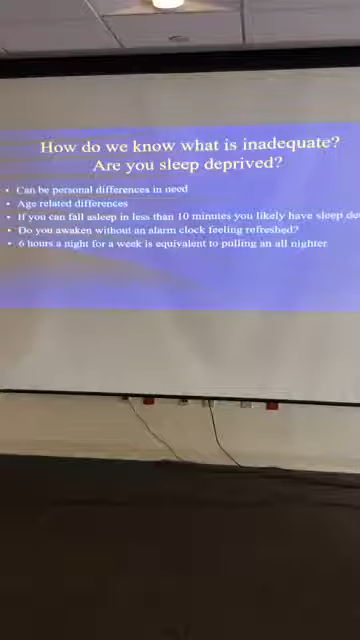 How do we know what is inadequate?
Are you sleep deprived?
• Can be personal differences in need
• Age related differences
• If you can fall asleep in less than 10 minutes you likely have sleep de
• Do you awaken without an alarm clock feeling refreshed?
• 6 hours a night for a week is equivalent to pulling an all nighter